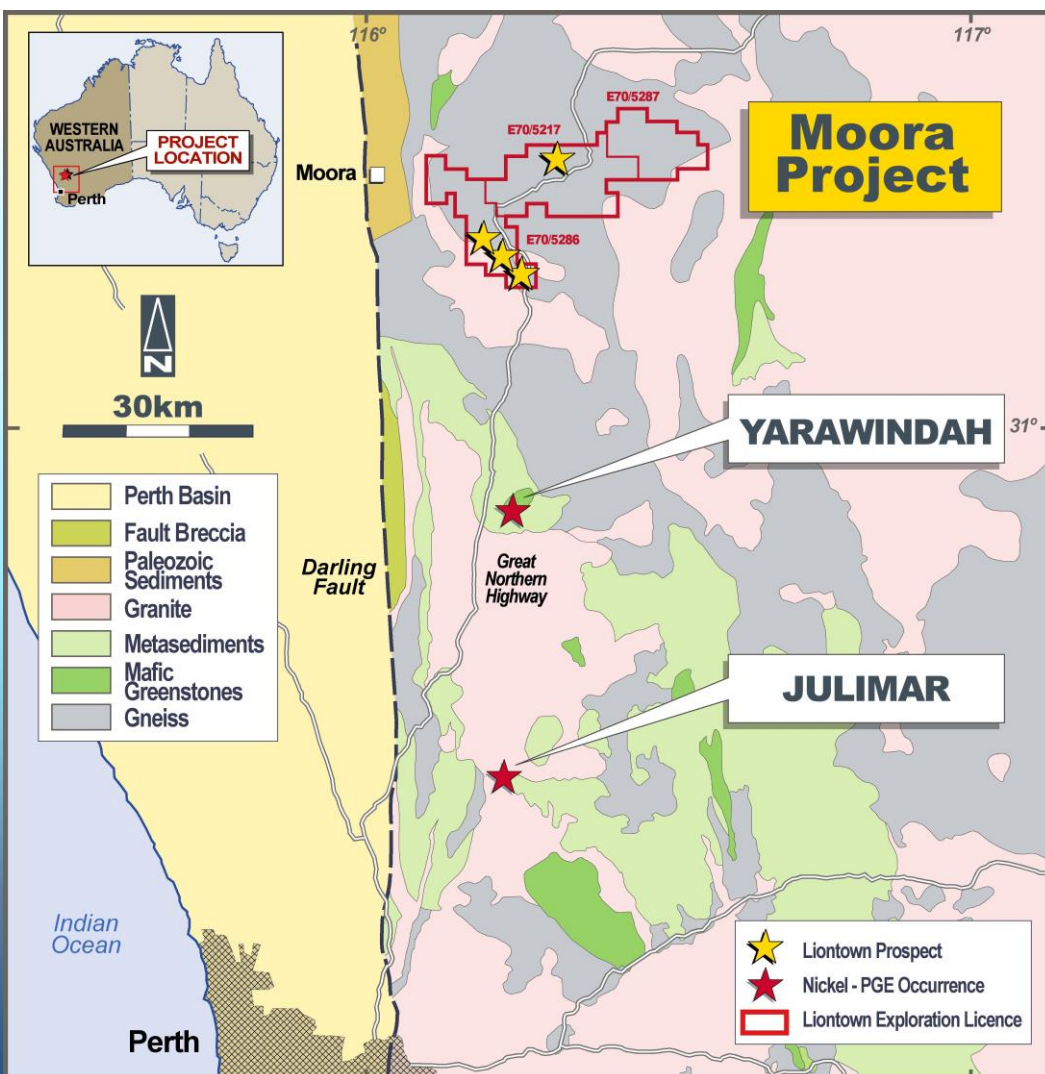 116º
117º
WESTERN
AUSTRALIA
PROJECT
LOCATION
Perth
Moora
E70/5287
E70/5217
E70/5286
Moora
Project
N
30km
31º
YARAWINDAH
Perth Basin
Fault Breccia
Paleozoic
Sediments
Granite
Metasediments
Mafic
Greenstones
Gneiss
Darling
Fault
Great
Northern
Highway
JULIMAR
Indian
Ocean
Perth
Liontown Prospect
Nickel - PGE Occurrence
Liontown Exploration Licence